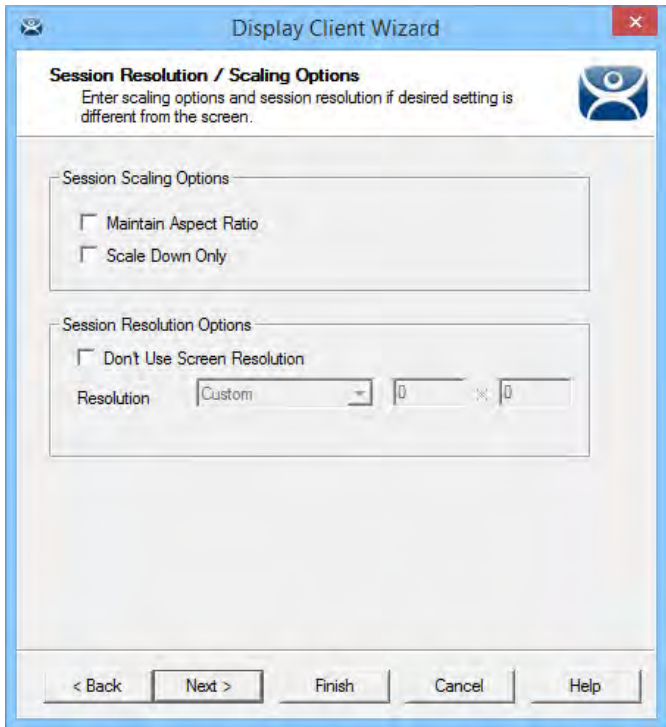 Display Client Wizard
Session Resolution / Scaling Options
Enter scaling options and session resolution if desired setting is
different from the screen.
Session Scaling Options
Maintain Aspect Ratio
Scale Down Only
Session Resolution Options
Don't Use Screen Resolution
Resolution Custom 0 x 0
< Back Next > Finish Cancel Help